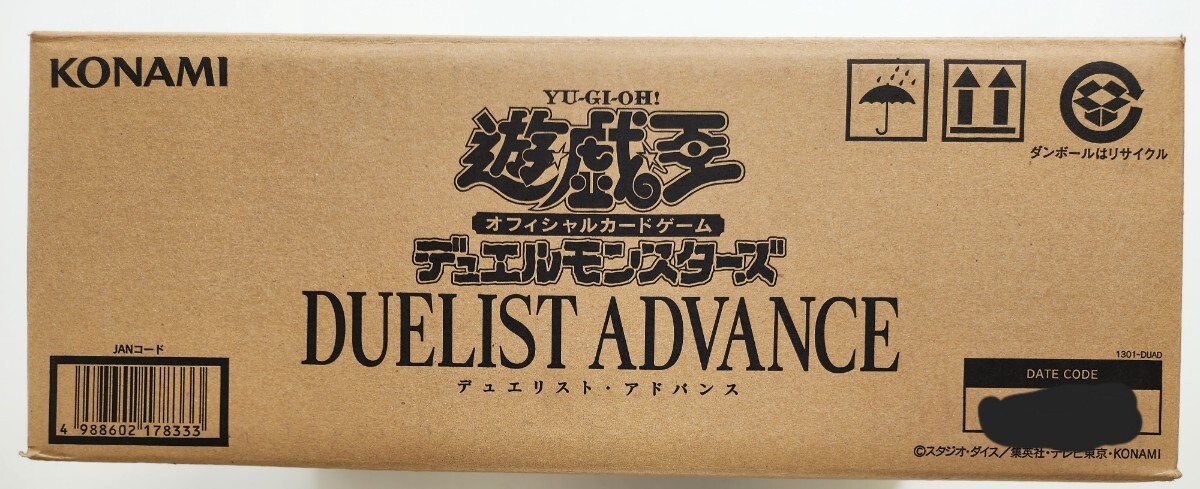 KONAMI
YU-GI-OH!
遊☆戯☆王
オフィシャルカードゲーム
デュエルモンスターズ
DUELIST ADVANCE
デュエリスト・アドバンス
ダンボールはリサイクル
JANコード
4 988602 178333
1301-DUAD
DATE CODE
©スタジオ・ダイス/集英社・テレビ東京・KONAMI